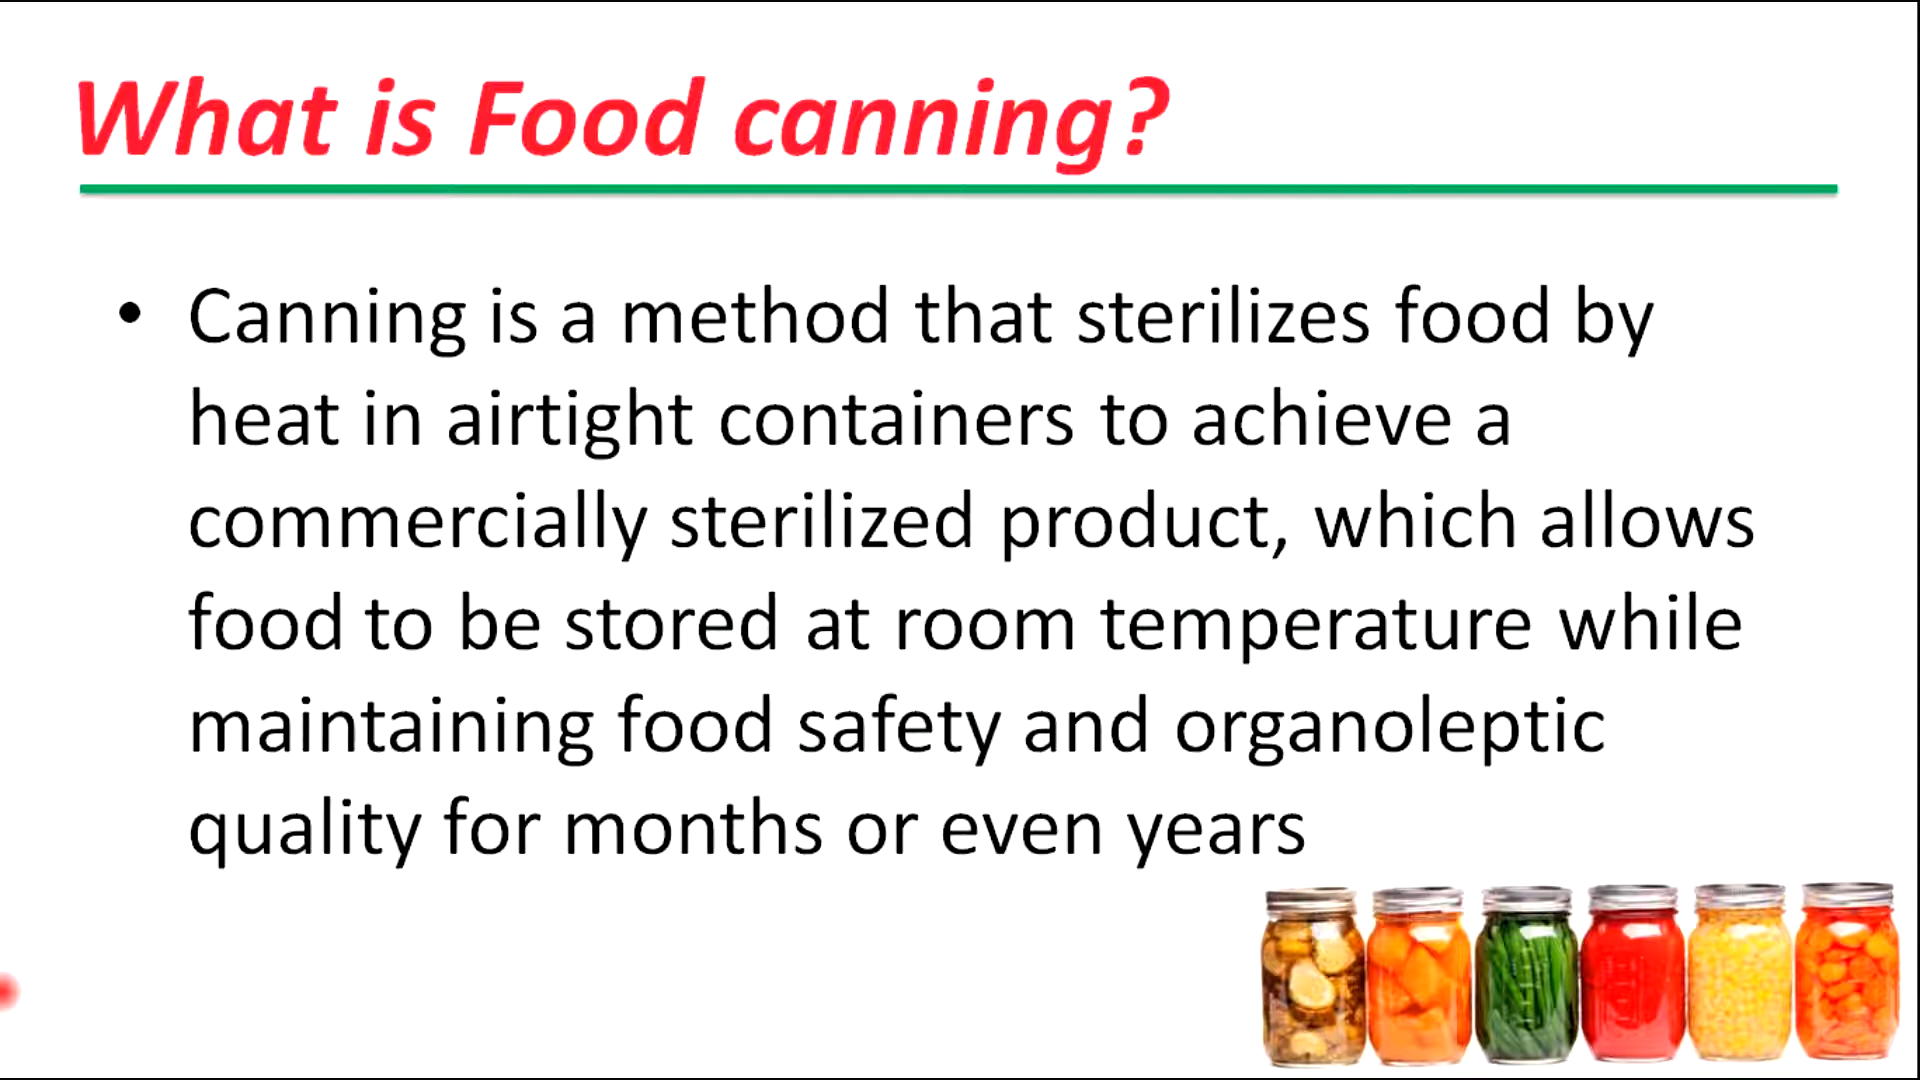 What is Food canning?
• Canning is a method that sterilizes food by
heat in airtight containers to achieve a
commercially sterilized product, which allows
food to be stored at room temperature while
maintaining food safety and organoleptic
quality for months or even years